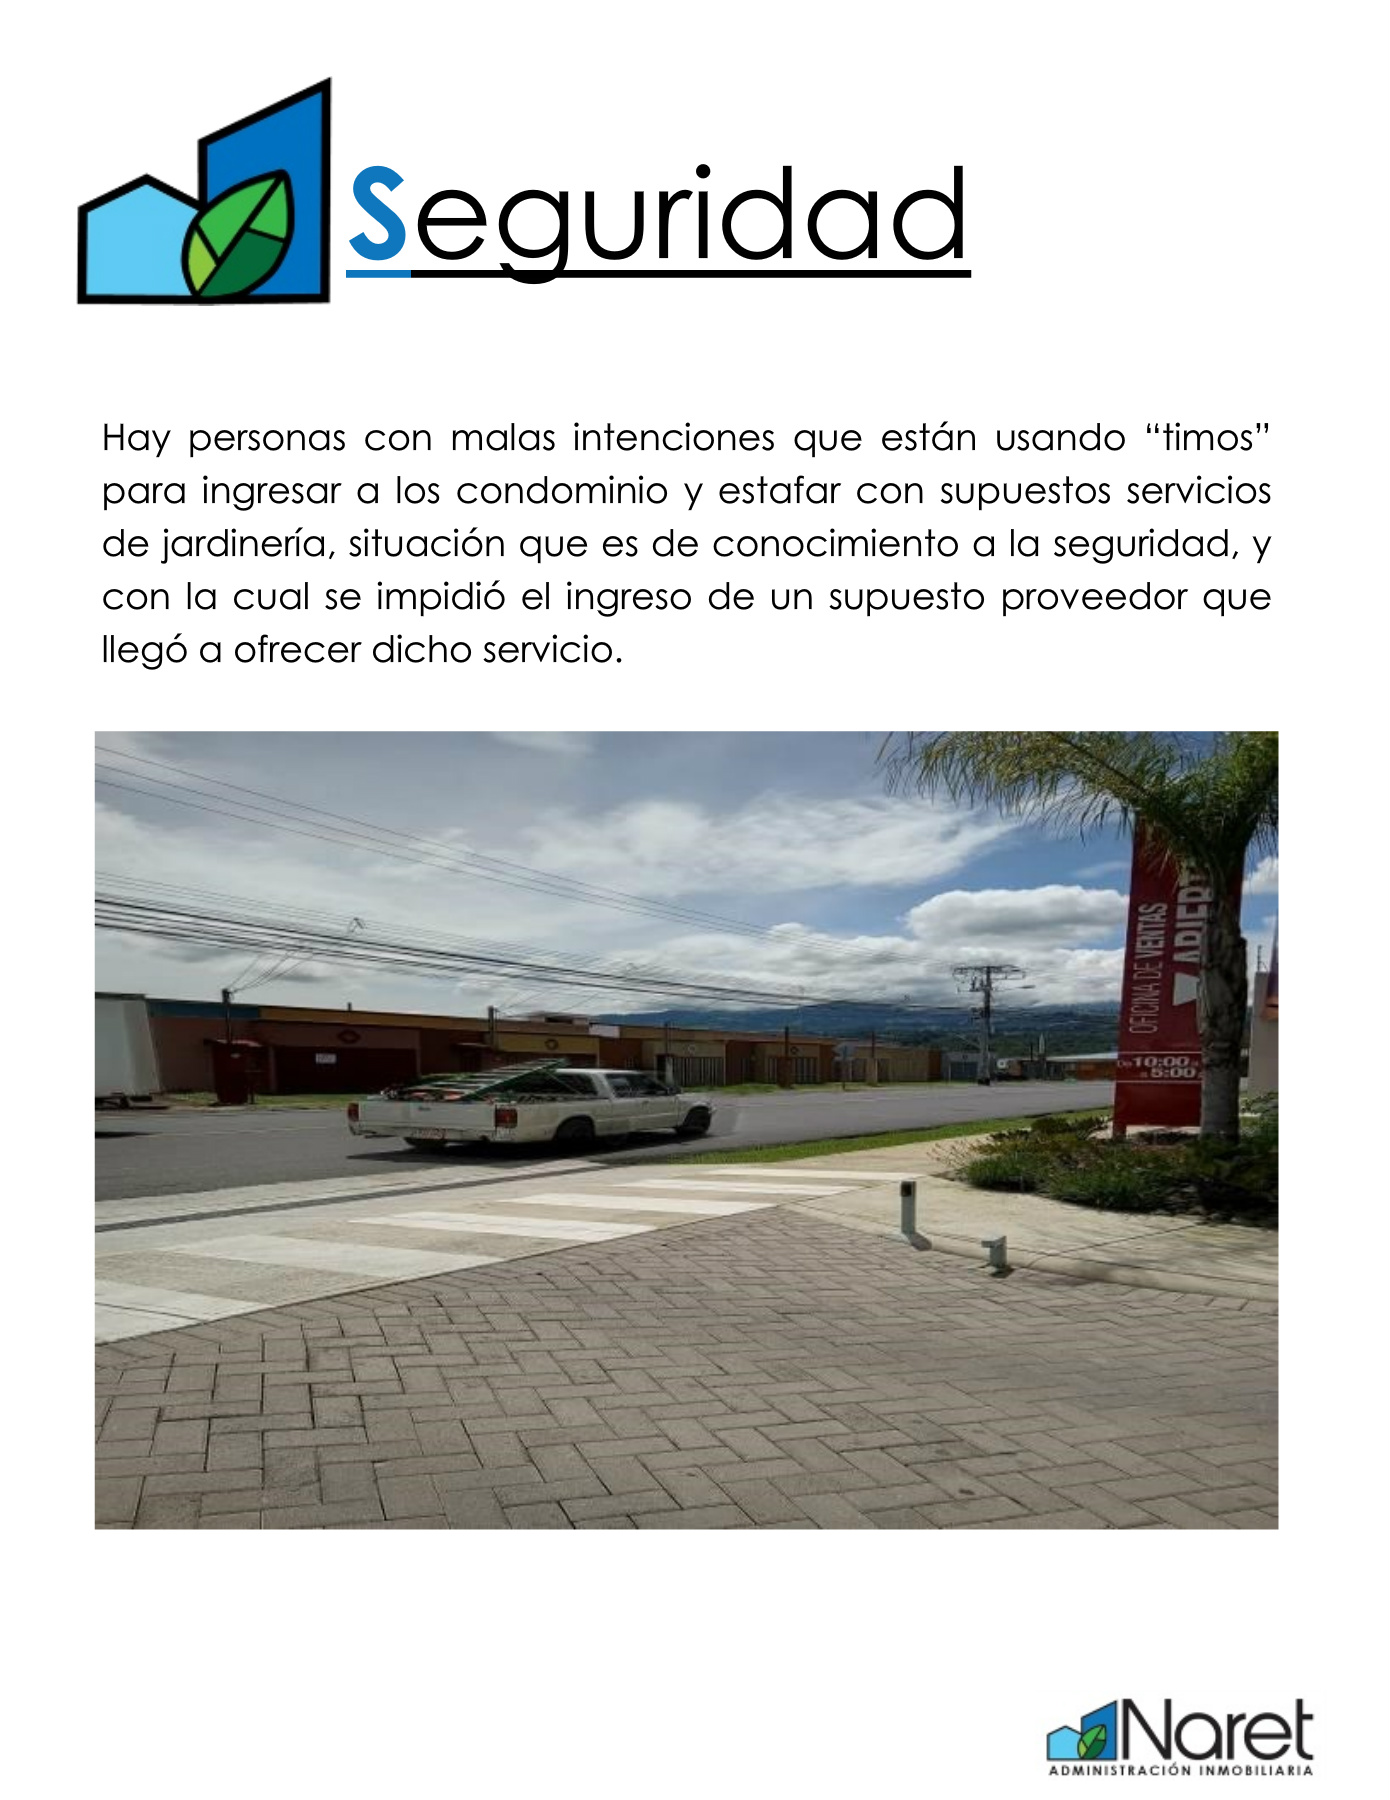 Seguridad
Hay personas con malas intenciones que están usando “timos”
para ingresar a los condominio y estafar con supuestos servicios
de jardinería, situación que es de conocimiento a la seguridad, y
con la cual se impidió el ingreso de un supuesto proveedor que
llegó a ofrecer dicho servicio.
OFICINA DE VENTAS
De 10:00 a
5:00
Naret
ADMINISTRACIÓN INMOBILIARIA